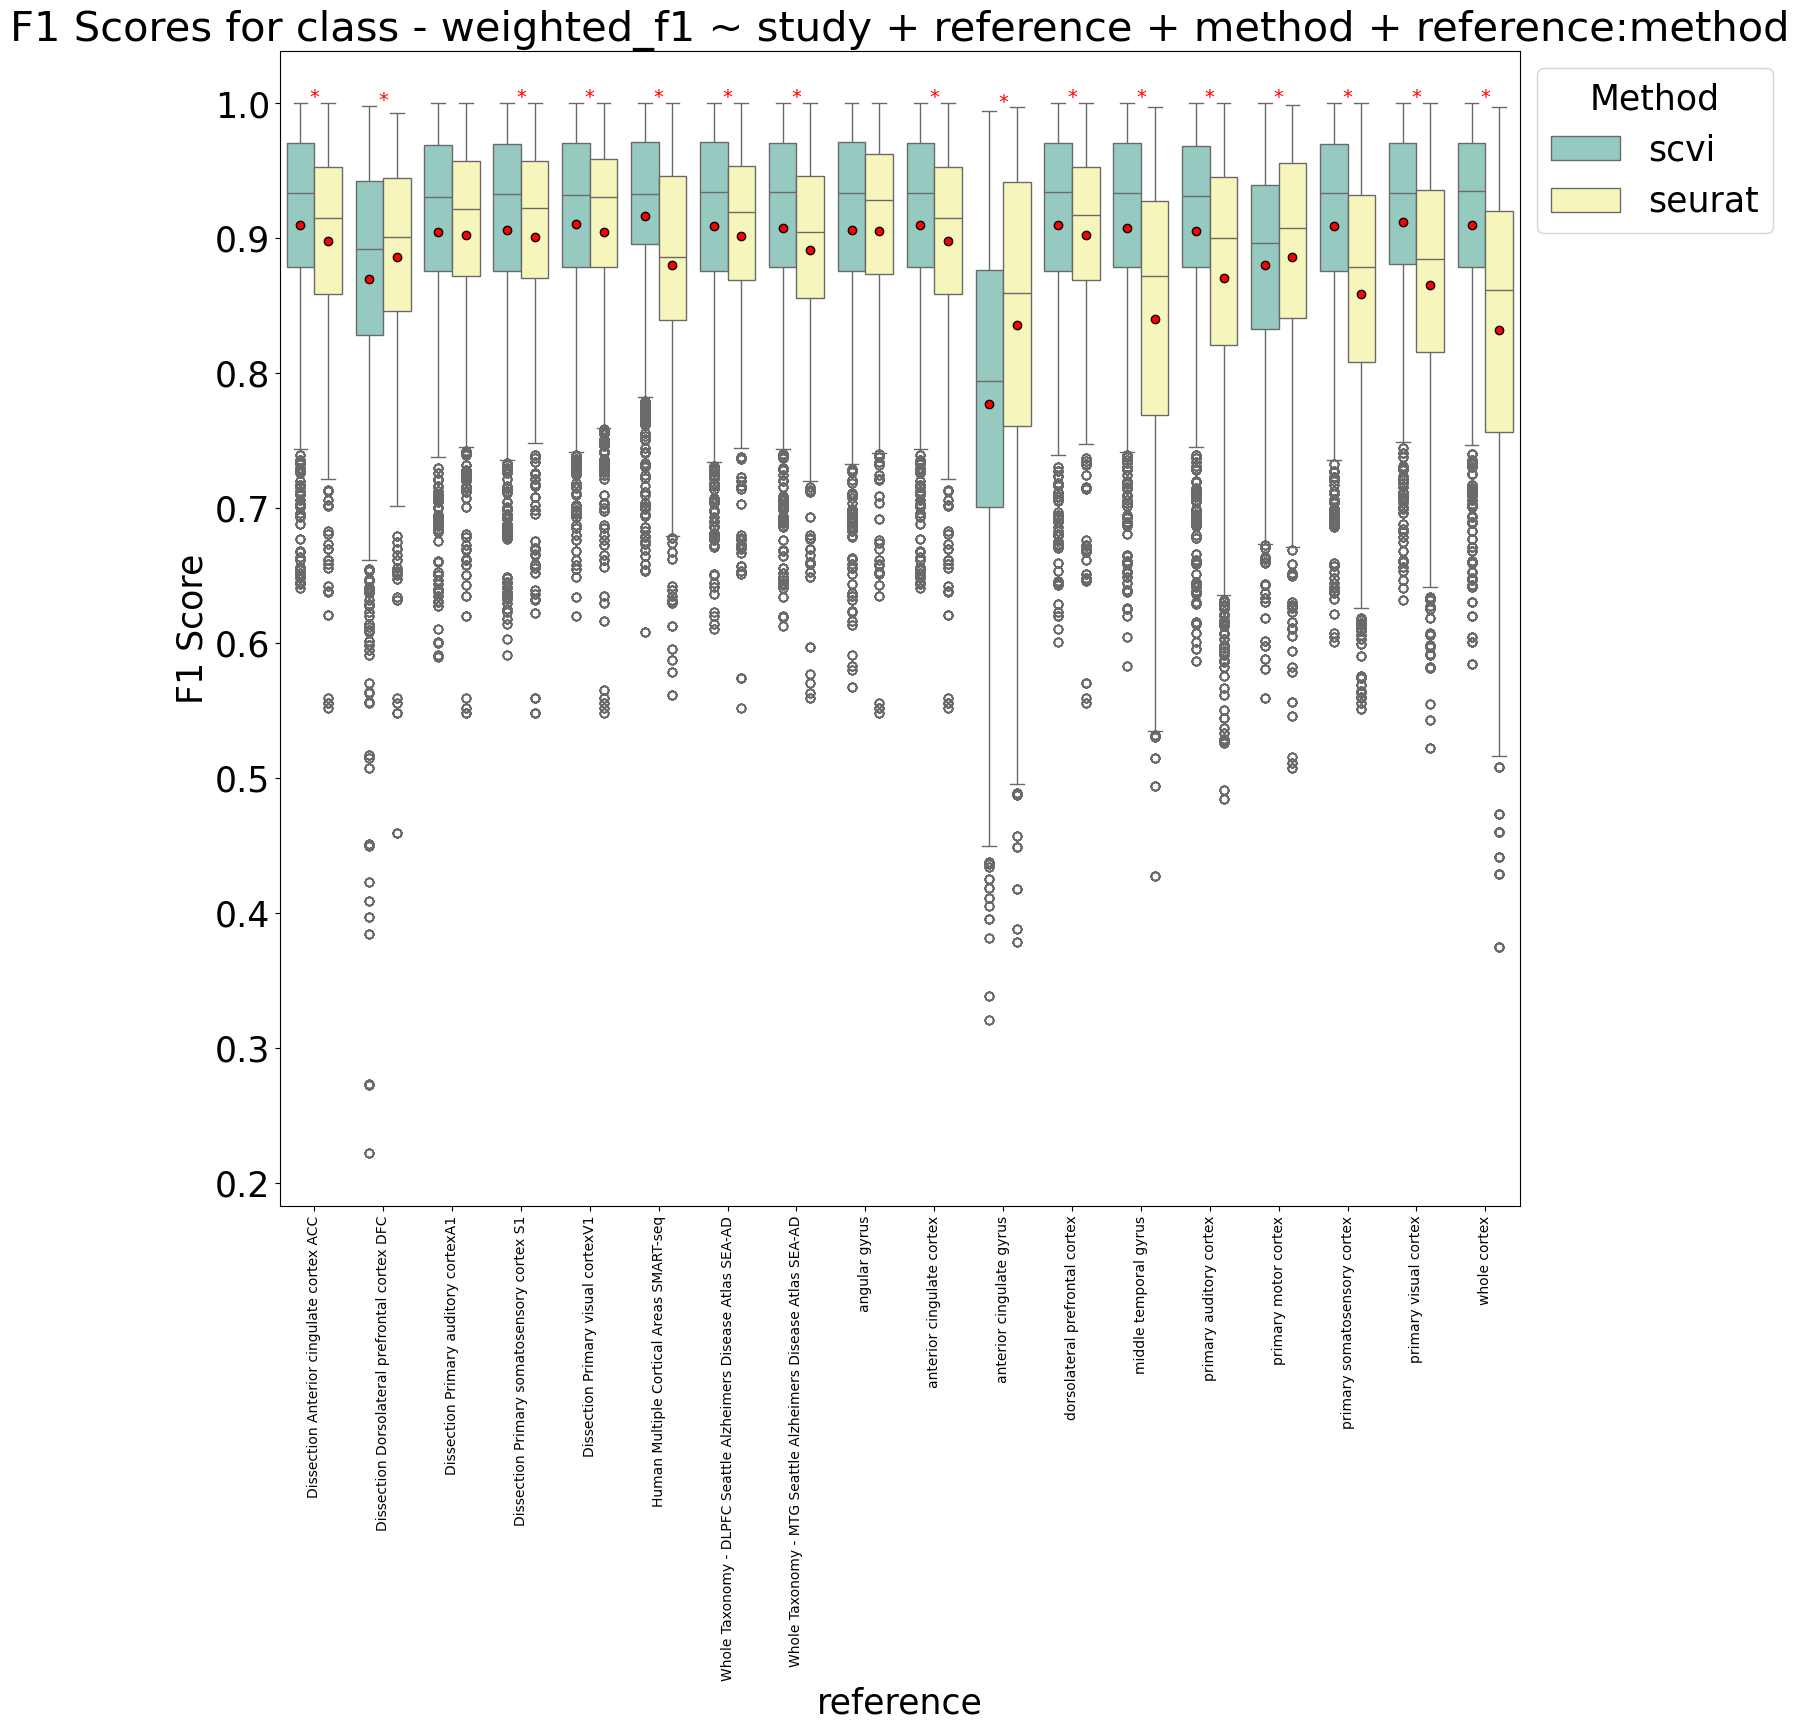 F1 Scores for class - weighted_f1 ~ study + reference + method + reference:method
Method
scvi
seurat
F1 Score
1.0
0.9
0.8
0.7
0.6
0.5
0.4
0.3
0.2
* * * * * * * * * * * * * * * *
Dissection Anterior cingulate cortex ACC
Dissection Dorsolateral prefrontal cortex DFC
Dissection Primary auditory cortexA1
Dissection Primary somatosensory cortex S1
Dissection Primary visual cortexV1
Human Multiple Cortical Areas SMART-seq
Whole Taxonomy - DLPFC Seattle Alzheimers Disease Atlas SEA-AD
Whole Taxonomy - MTG Seattle Alzheimers Disease Atlas SEA-AD
angular gyrus
anterior cingulate cortex
anterior cingulate gyrus
dorsolateral prefrontal cortex
middle temporal gyrus
primary auditory cortex
primary motor cortex
primary somatosensory cortex
primary visual cortex
whole cortex
reference